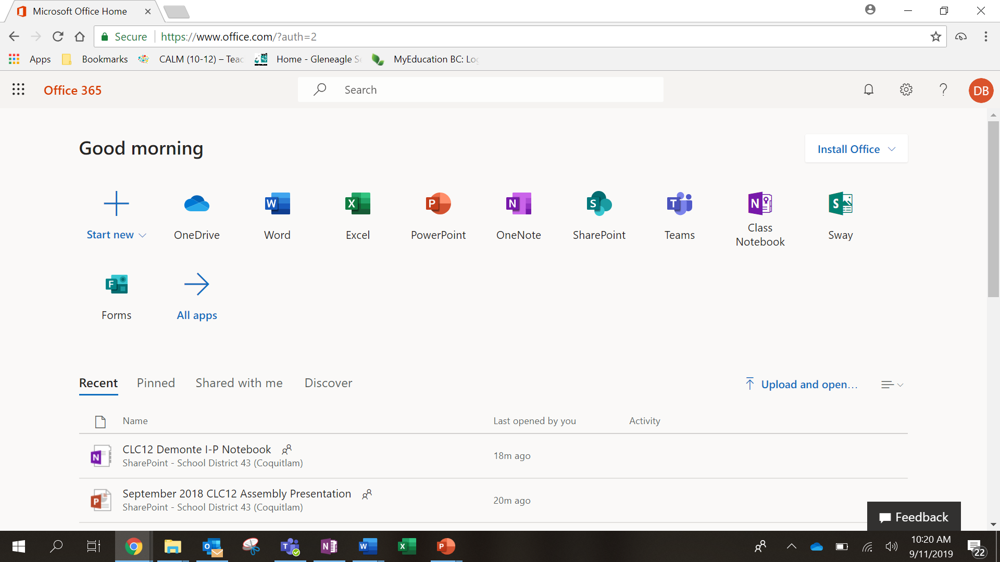 Microsoft Office Home
Secure https://www.office.com/?auth=2
Apps Bookmarks CALM (10-12) – Teac Home - Gleneagle Se MyEducation BC: Log
Office 365 Search DB
Good morning
Install Office
Start new OneDrive Word Excel PowerPoint OneNote SharePoint Teams Class Notebook Sway
Forms All apps
Recent Pinned Shared with me Discover Upload and open...
Name Last opened by you Activity
CLC12 Demonte I-P Notebook
SharePoint - School District 43 (Coquitlam)
18m ago
September 2018 CLC12 Assembly Presentation
SharePoint - School District 43 (Coquitlam)
20m ago
Feedback
10:20 AM
9/11/2019
22